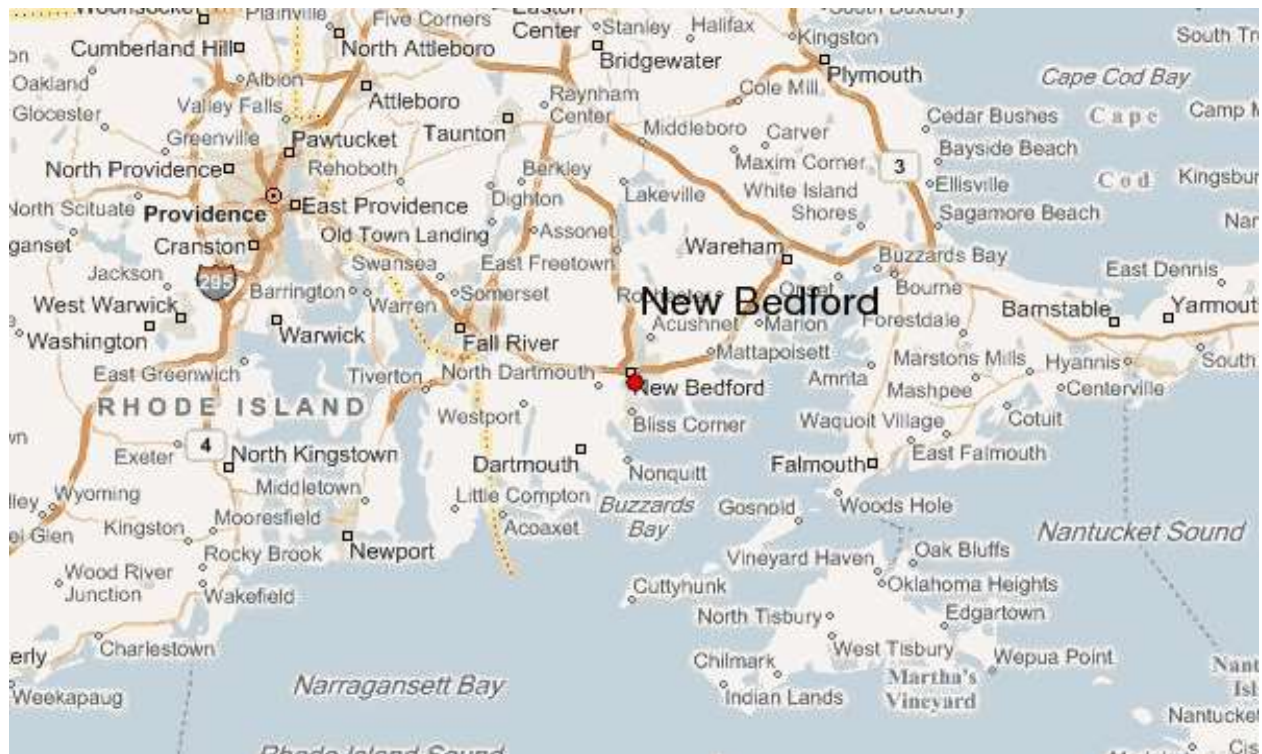 Plainville
Five Corners
Center
Stanley
Halifax
Kingston
South Duxbury
Cumberland Hill
North Attleboro
Bridgewater
Plymouth
Cape Cod Bay
Oakland
Albion
Attleboro
Raynham
Center
Cole Mill
Glocester
Valley Falls
Taunton
Cedar Bushes
Cape
Greenville
Pawtucket
Middleboro
Carver
Bayside Beach
North Providence
Rehoboth
Berkley
Maxim Corner
3
Ellisville
Cod
Lakeville
White Island
Shores
North Scituate
Providence
East Providence
Dighton
Sagamore Beach
Cranston
Old Town Landing
Assonet
Wareham
Buzzards Bay
Jackson
295
Swansea
East Freetown
East Dennis
West Warwick
Barrington
Warren
Somerset
New Bedford
Onset
Bourne
Barnstable
Washington
Warwick
Fall River
Acushnet
Marion
Forestdale
Mattapoisett
Marstons Mills
Hyannis
South
East Greenwich
Tiverton
North Dartmouth
New Bedford
Amrita
Mashpee
Centerville
RHODE ISLAND
Westport
Bliss Corner
Waquoit Village
Cotuit
4
Exeter
North Kingstown
Dartmouth
Nonquitt
Falmouth
East Falmouth
Wyoming
Middletown
Little Compton
Buzzards
Bay
Gosnold
Woods Hole
Kingston
Mooresfield
Acoaxet
Nantucket Sound
Rocky Brook
Newport
Vineyard Haven
Oak Bluffs
Wood River
Junction
Wakefield
Cuttyhunk
Oklahoma Heights
North Tisbury
Edgartown
Charlestown
West Tisbury
Wepua Point
Chilmark
Martha's
Vineyard
Weekapaug
Narragansett Bay
Indian Lands
Nantucket
Rhode Island Sound